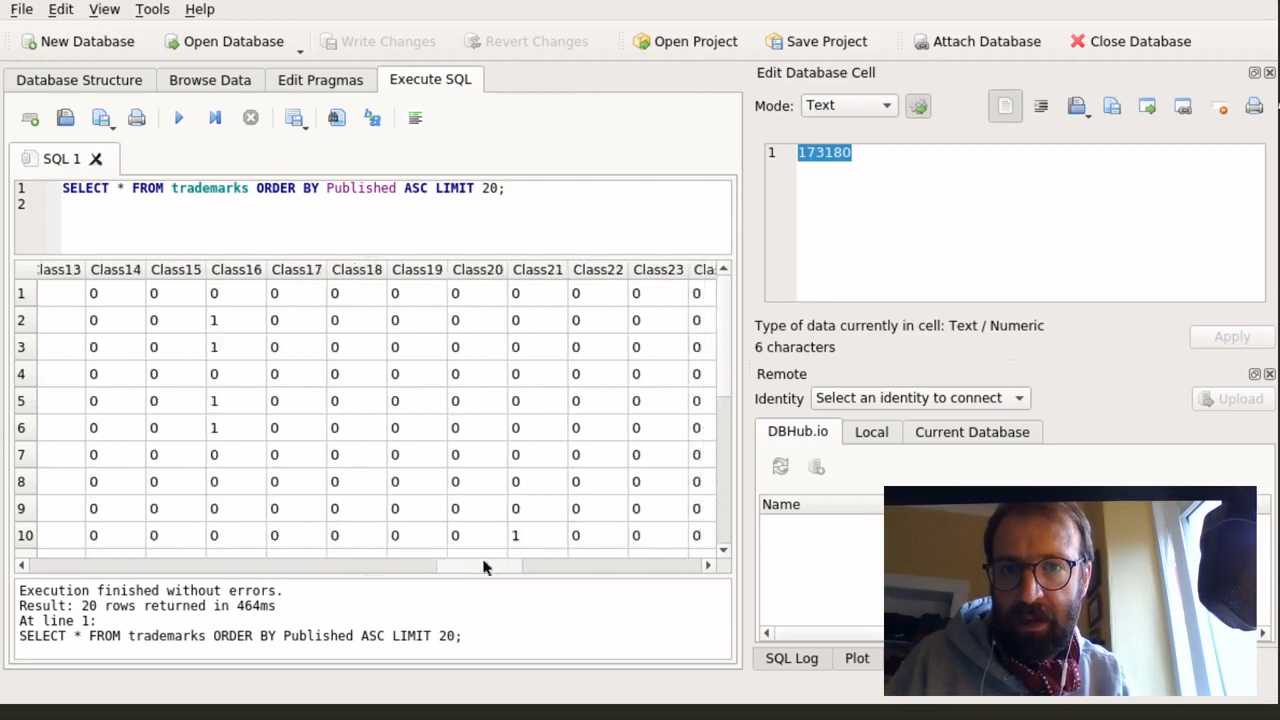 File Edit View Tools Help
New Database Open Database Write Changes Revert Changes Open Project Save Project Attach Database Close Database
Database Structure Browse Data Edit Pragmas Execute SQL
SQL 1
1 SELECT * FROM trademarks ORDER BY Published ASC LIMIT 20;
2
lass13 Class14 Class15 Class16 Class17 Class18 Class19 Class20 Class21 Class22 Class23 Cla
1 0 0 0 0 0 0 0 0 0 0 0
2 0 0 1 0 0 0 0 0 0 0 0
3 0 0 1 0 0 0 0 0 0 0 0
4 0 0 0 0 0 0 0 0 0 0 0
5 0 0 1 0 0 0 0 0 0 0 0
6 0 0 1 0 0 0 0 0 0 0 0
7 0 0 0 0 0 0 0 0 0 0 0
8 0 0 0 0 0 0 0 0 0 0 0
9 0 0 0 0 0 0 0 0 0 0 0
10 0 0 0 0 0 0 0 1 0 0 0
Execution finished without errors.
Result: 20 rows returned in 464ms
At line 1:
SELECT * FROM trademarks ORDER BY Published ASC LIMIT 20;
Edit Database Cell
Mode: Text
1 173180
Type of data currently in cell: Text / Numeric
6 characters
Apply
Remote
Identity Select an identity to connect Upload
DBHub.io Local Current Database
Name
SQL Log Plot